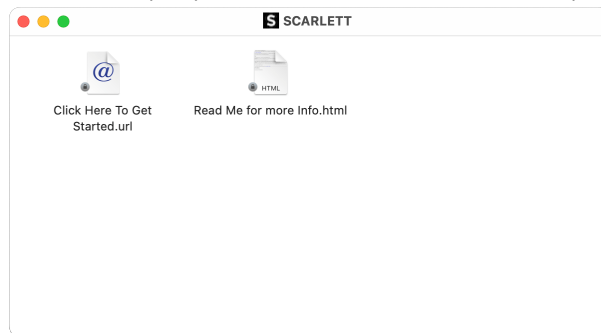 S SCARLETT
@
HTML
Click Here To Get
Started.url
Read Me for more Info.html